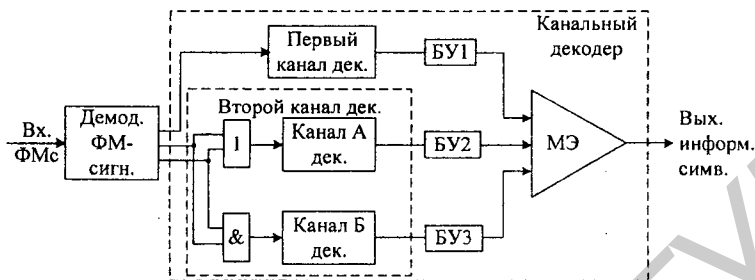 Канальный
декодер
Первый
канал дек.
БУ1
Второй канал дек.
Вх.
ФМс
Демод.
ФМ-
сигн.
1
Канал А
дек.
БУ2
МЭ
Вых.
информ.
симв.
&
Канал Б
дек.
БУ3